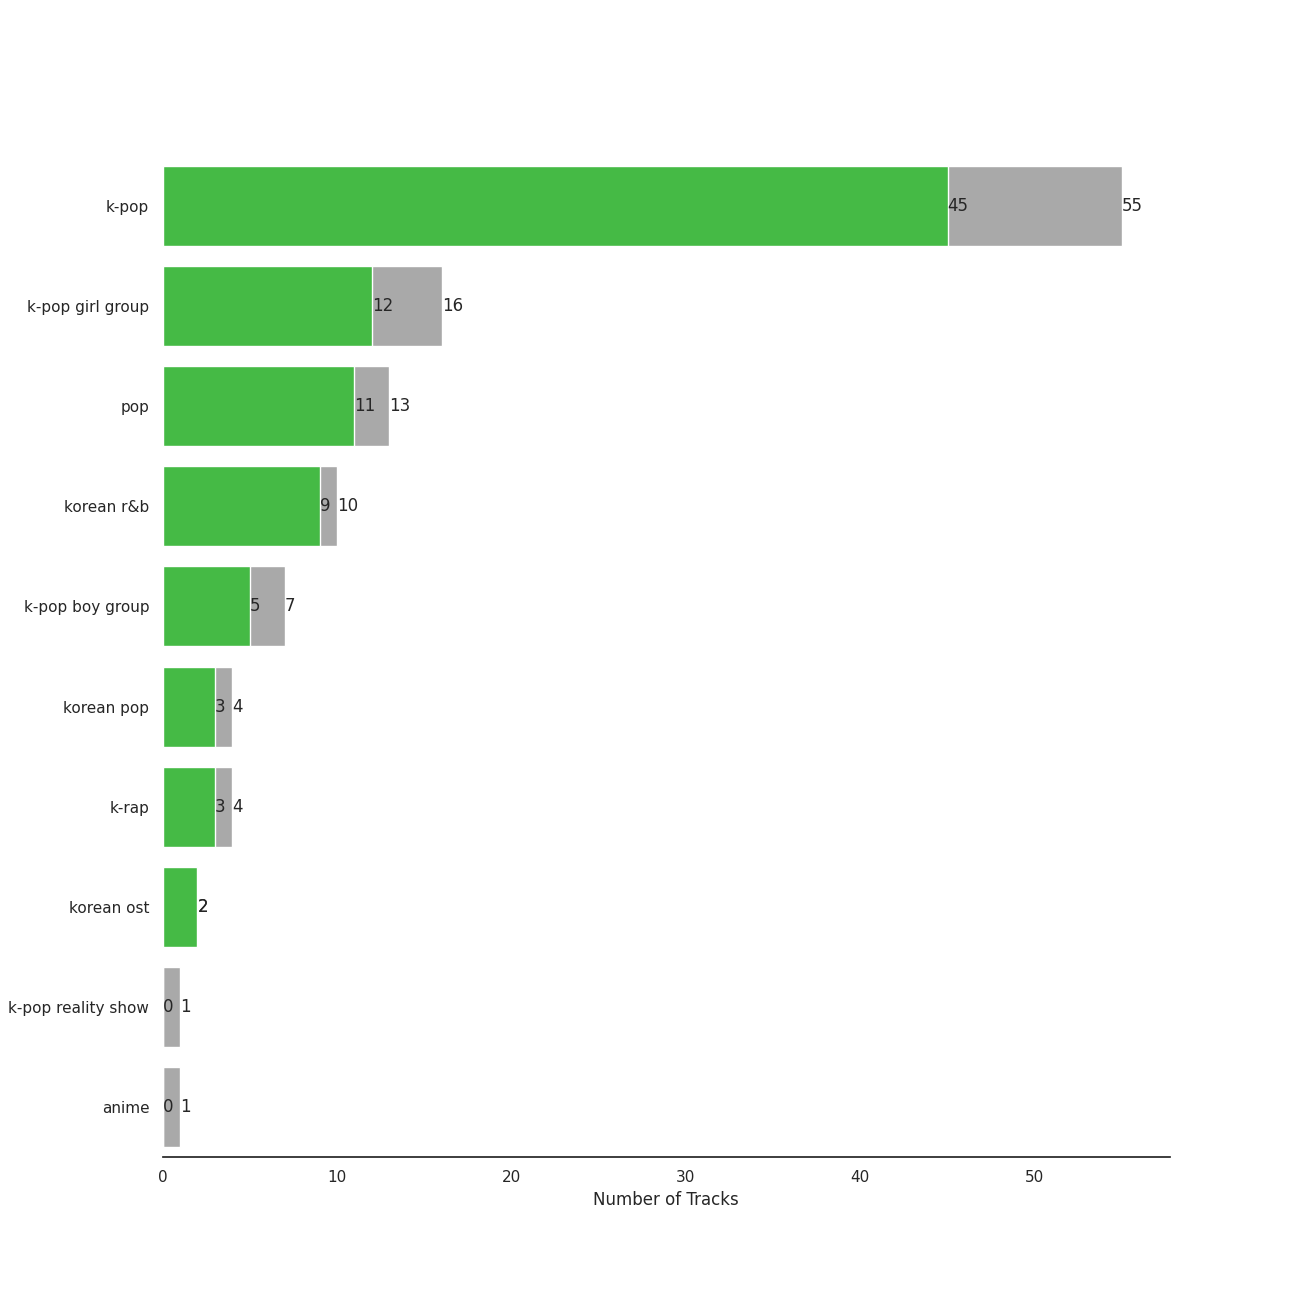 k-pop 45 55
k-pop girl group 12 16
pop 11 13
korean r&b 9 10
k-pop boy group 5 7
korean pop 3 4
k-rap 3 4
korean ost 2
k-pop reality show 0 1
anime 0 1
0 10 20 30 40 50
Number of Tracks